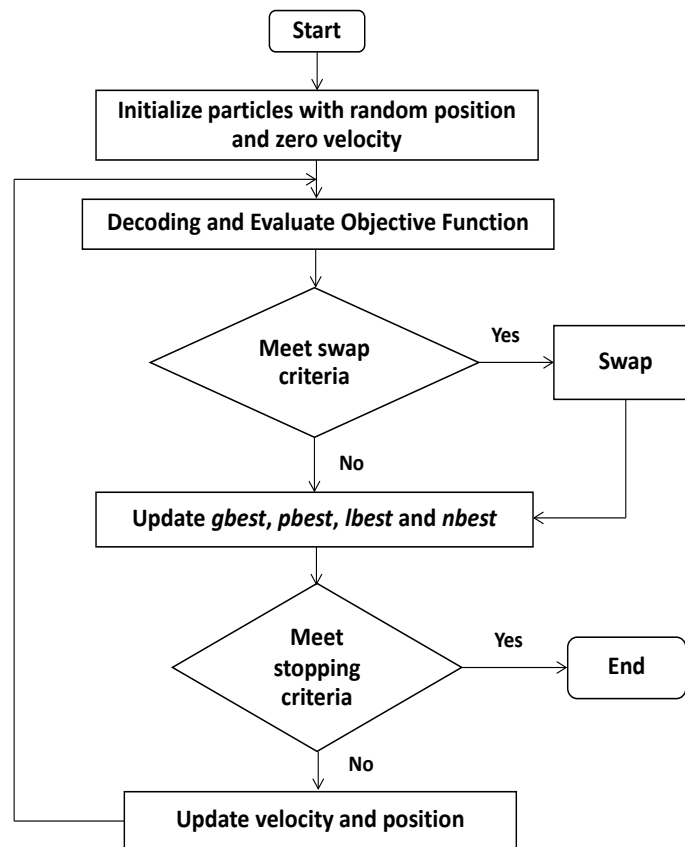 Start
Initialize particles with random position
and zero velocity
Decoding and Evaluate Objective Function
Meet swap
criteria
Yes
Swap
No
Update gbest, pbest, lbest and nbest
Meet
stopping
criteria
Yes
End
No
Update velocity and position